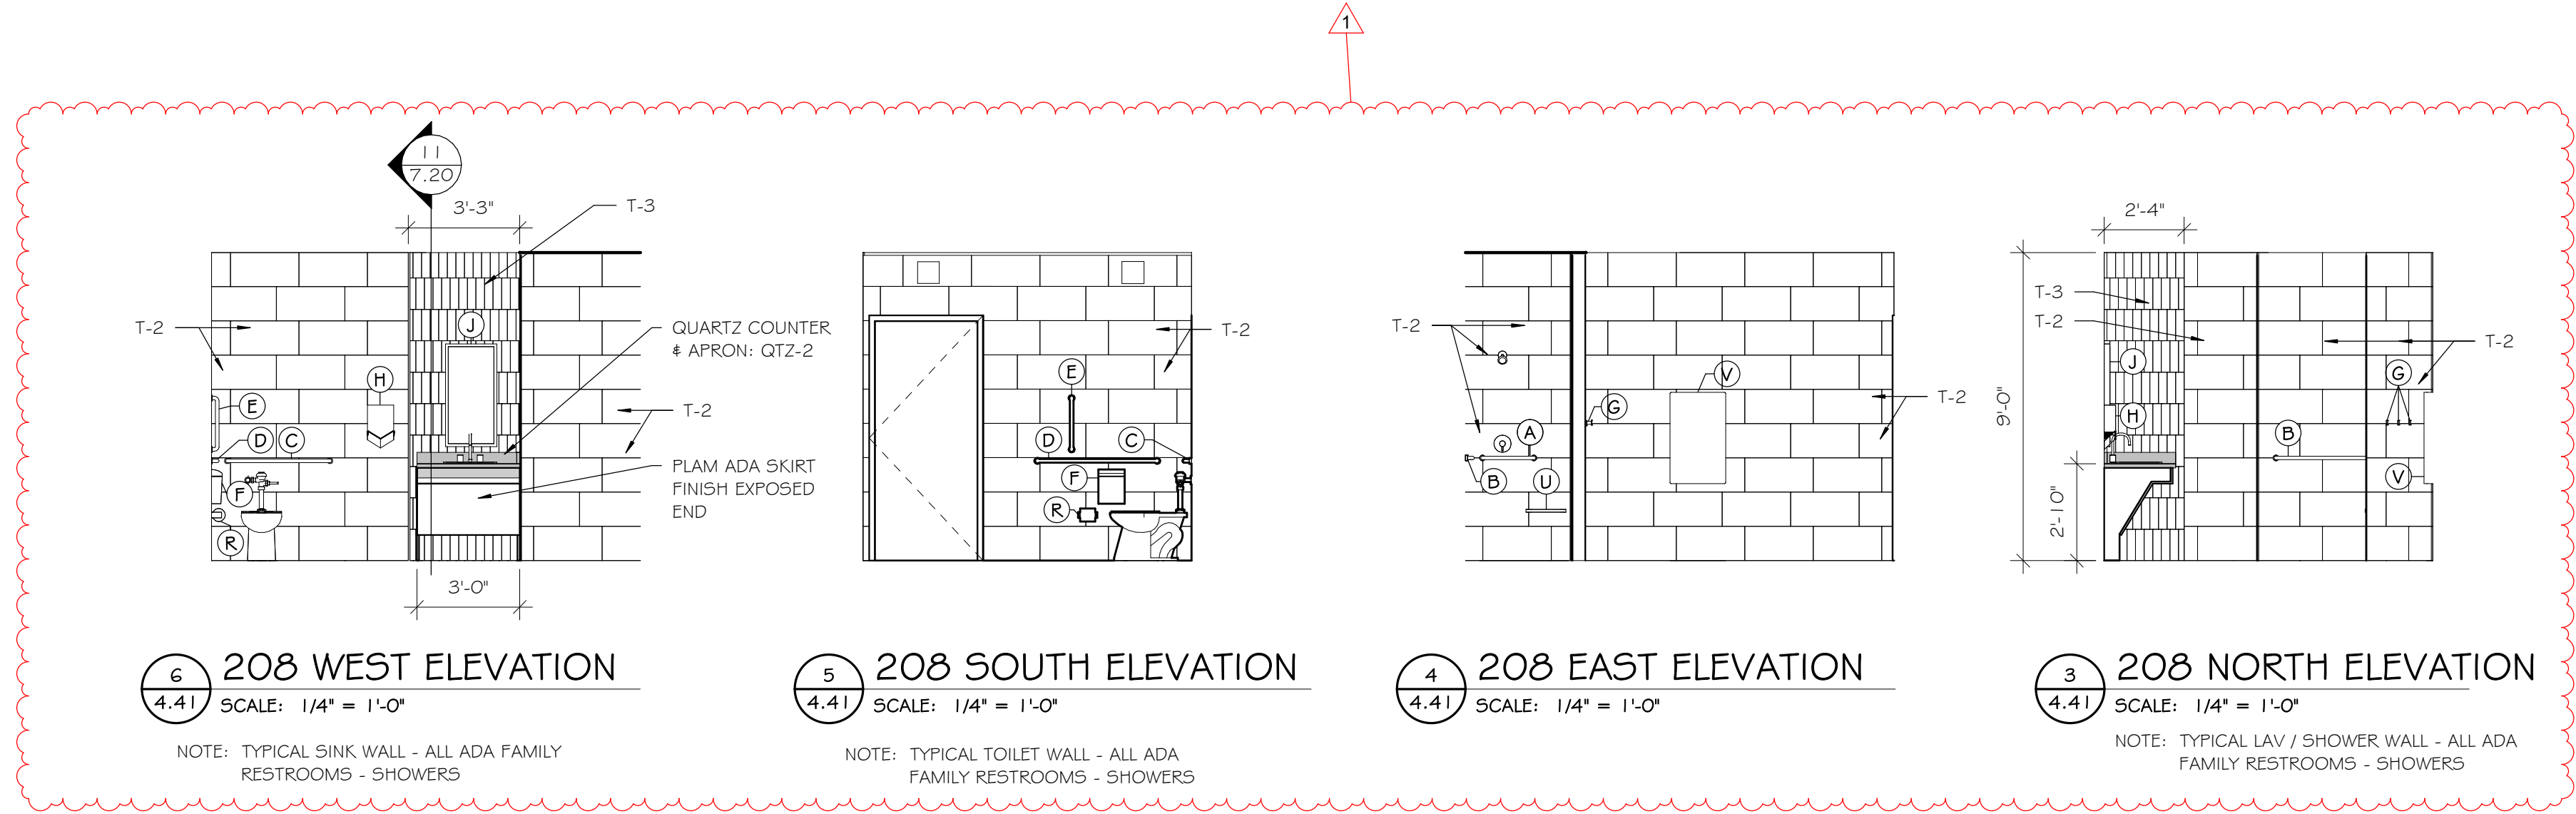 1
11
7.20
3'-3"
T-3
T-2
J
QUARTZ COUNTER
& APRON: QTZ-2
H
E
T-2
D
C
PLAM ADA SKIRT
FINISH EXPOSED
END
F
R
3'-0"
6
4.41
208 WEST ELEVATION
SCALE: 1/4" = 1'-0"
NOTE: TYPICAL SINK WALL - ALL ADA FAMILY
RESTROOMS - SHOWERS
T-2
E
D
C
F
R
5
4.41
208 SOUTH ELEVATION
SCALE: 1/4" = 1'-0"
NOTE: TYPICAL TOILET WALL - ALL ADA
FAMILY RESTROOMS - SHOWERS
T-2
V
T-2
G
A
B
U
4
4.41
208 EAST ELEVATION
SCALE: 1/4" = 1'-0"
2'-4"
T-3
T-2
T-2
J
G
9'-0"
H
B
V
2'-10"
3
4.41
208 NORTH ELEVATION
SCALE: 1/4" = 1'-0"
NOTE: TYPICAL LAV / SHOWER WALL - ALL ADA
FAMILY RESTROOMS - SHOWERS